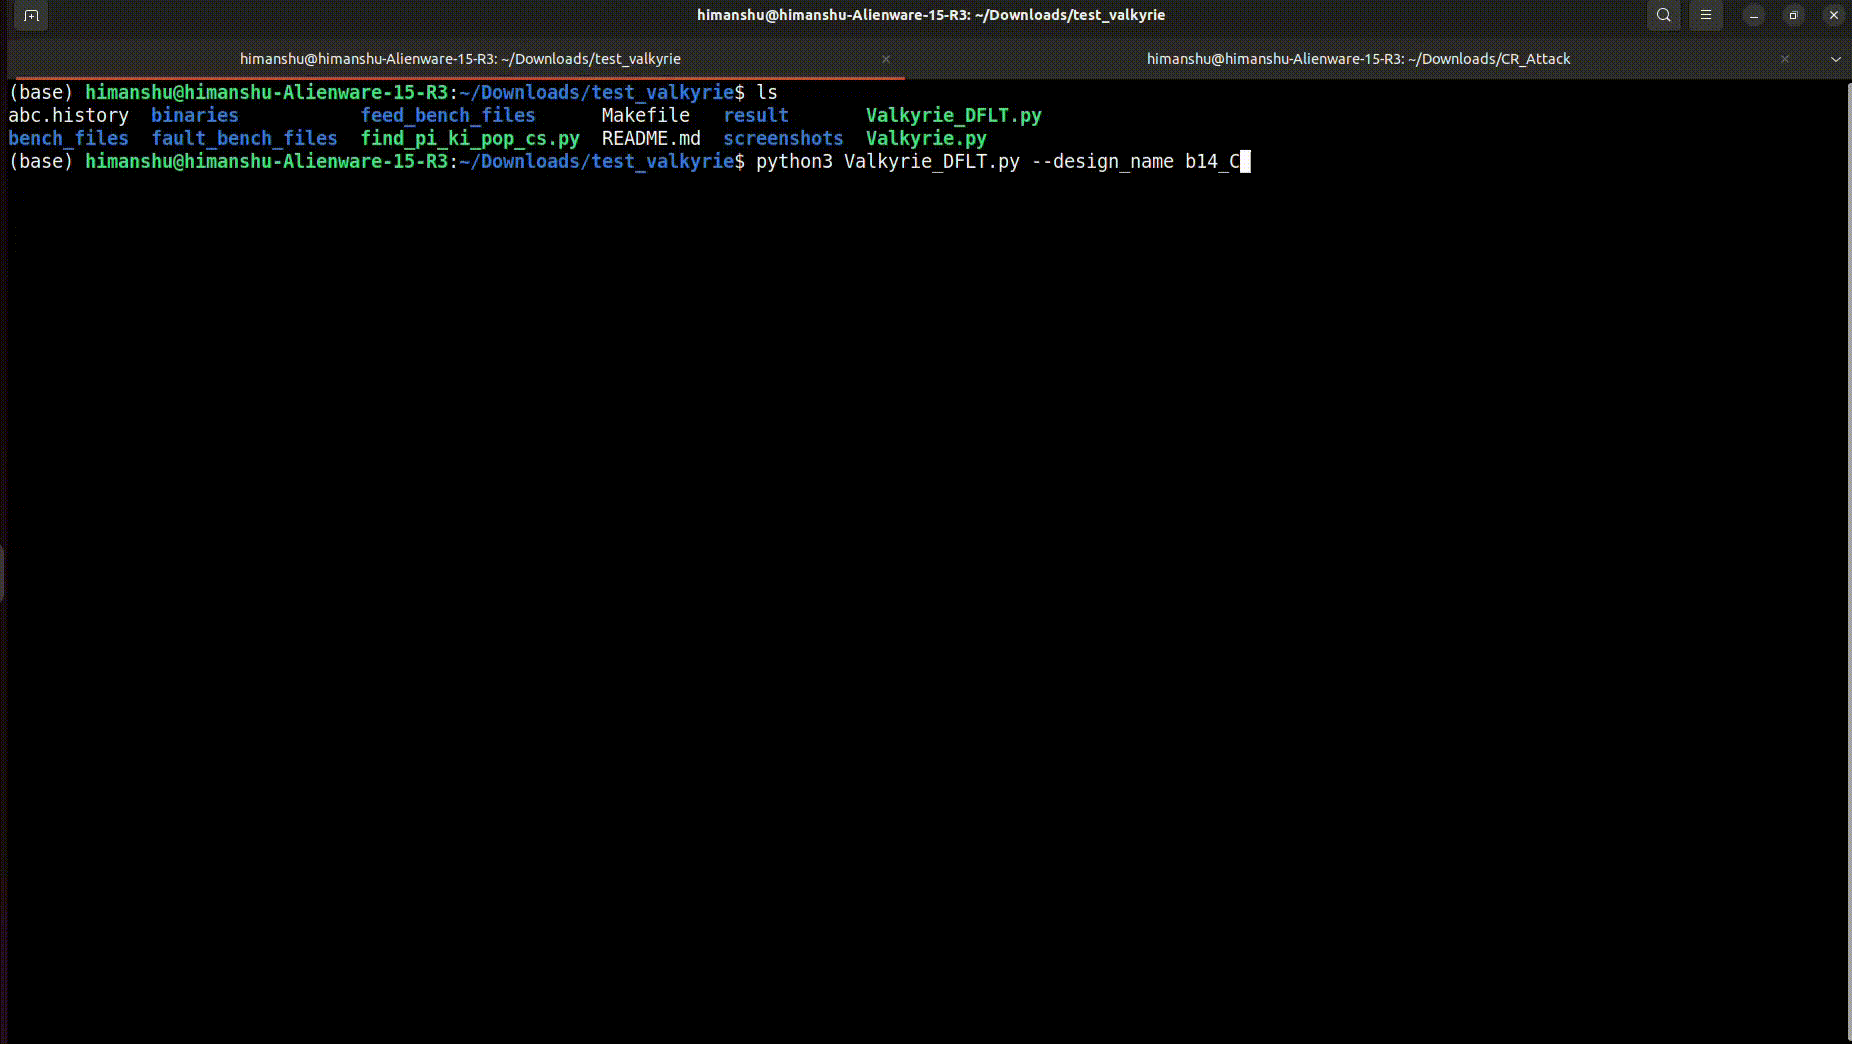 himanshu@himanshu-Alienware-15-R3: ~/Downloads/test_valkyrie
himanshu@himanshu-Alienware-15-R3: ~/Downloads/test_valkyrie
himanshu@himanshu-Alienware-15-R3: ~/Downloads/CR_Attack
(base) himanshu@himanshu-Alienware-15-R3:~/Downloads/test_valkyrie$ ls
abc.history  binaries           feed_bench_files      Makefile   result       Valkyrie_DFLT.py
bench_files  fault_bench_files  find_pi_ki_pop_cs.py  README.md  screenshots  Valkyrie.py
(base) himanshu@himanshu-Alienware-15-R3:~/Downloads/test_valkyrie$ python3 Valkyrie_DFLT.py --design_name b14_C